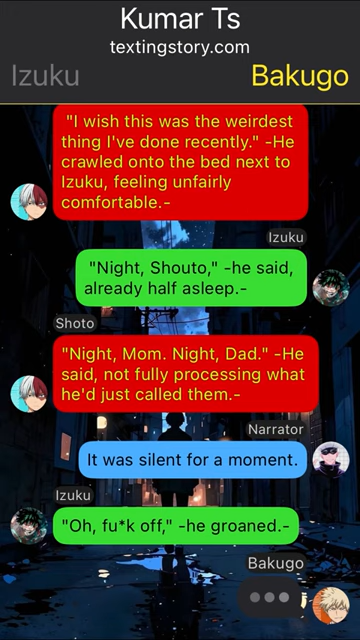 Kumar Ts
textingstory.com
Izuku
Bakugo
"I wish this was the weirdest
thing I've done recently." -He
crawled onto the bed next to
Izuku, feeling unfairly
comfortable.-
Izuku
"Night, Shouto," -he said,
already half asleep.-
Shoto
"Night, Mom. Night, Dad." -He
said, not fully processing what
he'd just called them.-
Narrator
It was silent for a moment.
Izuku
"Oh, fu*k off," -he groaned.-
Bakugo